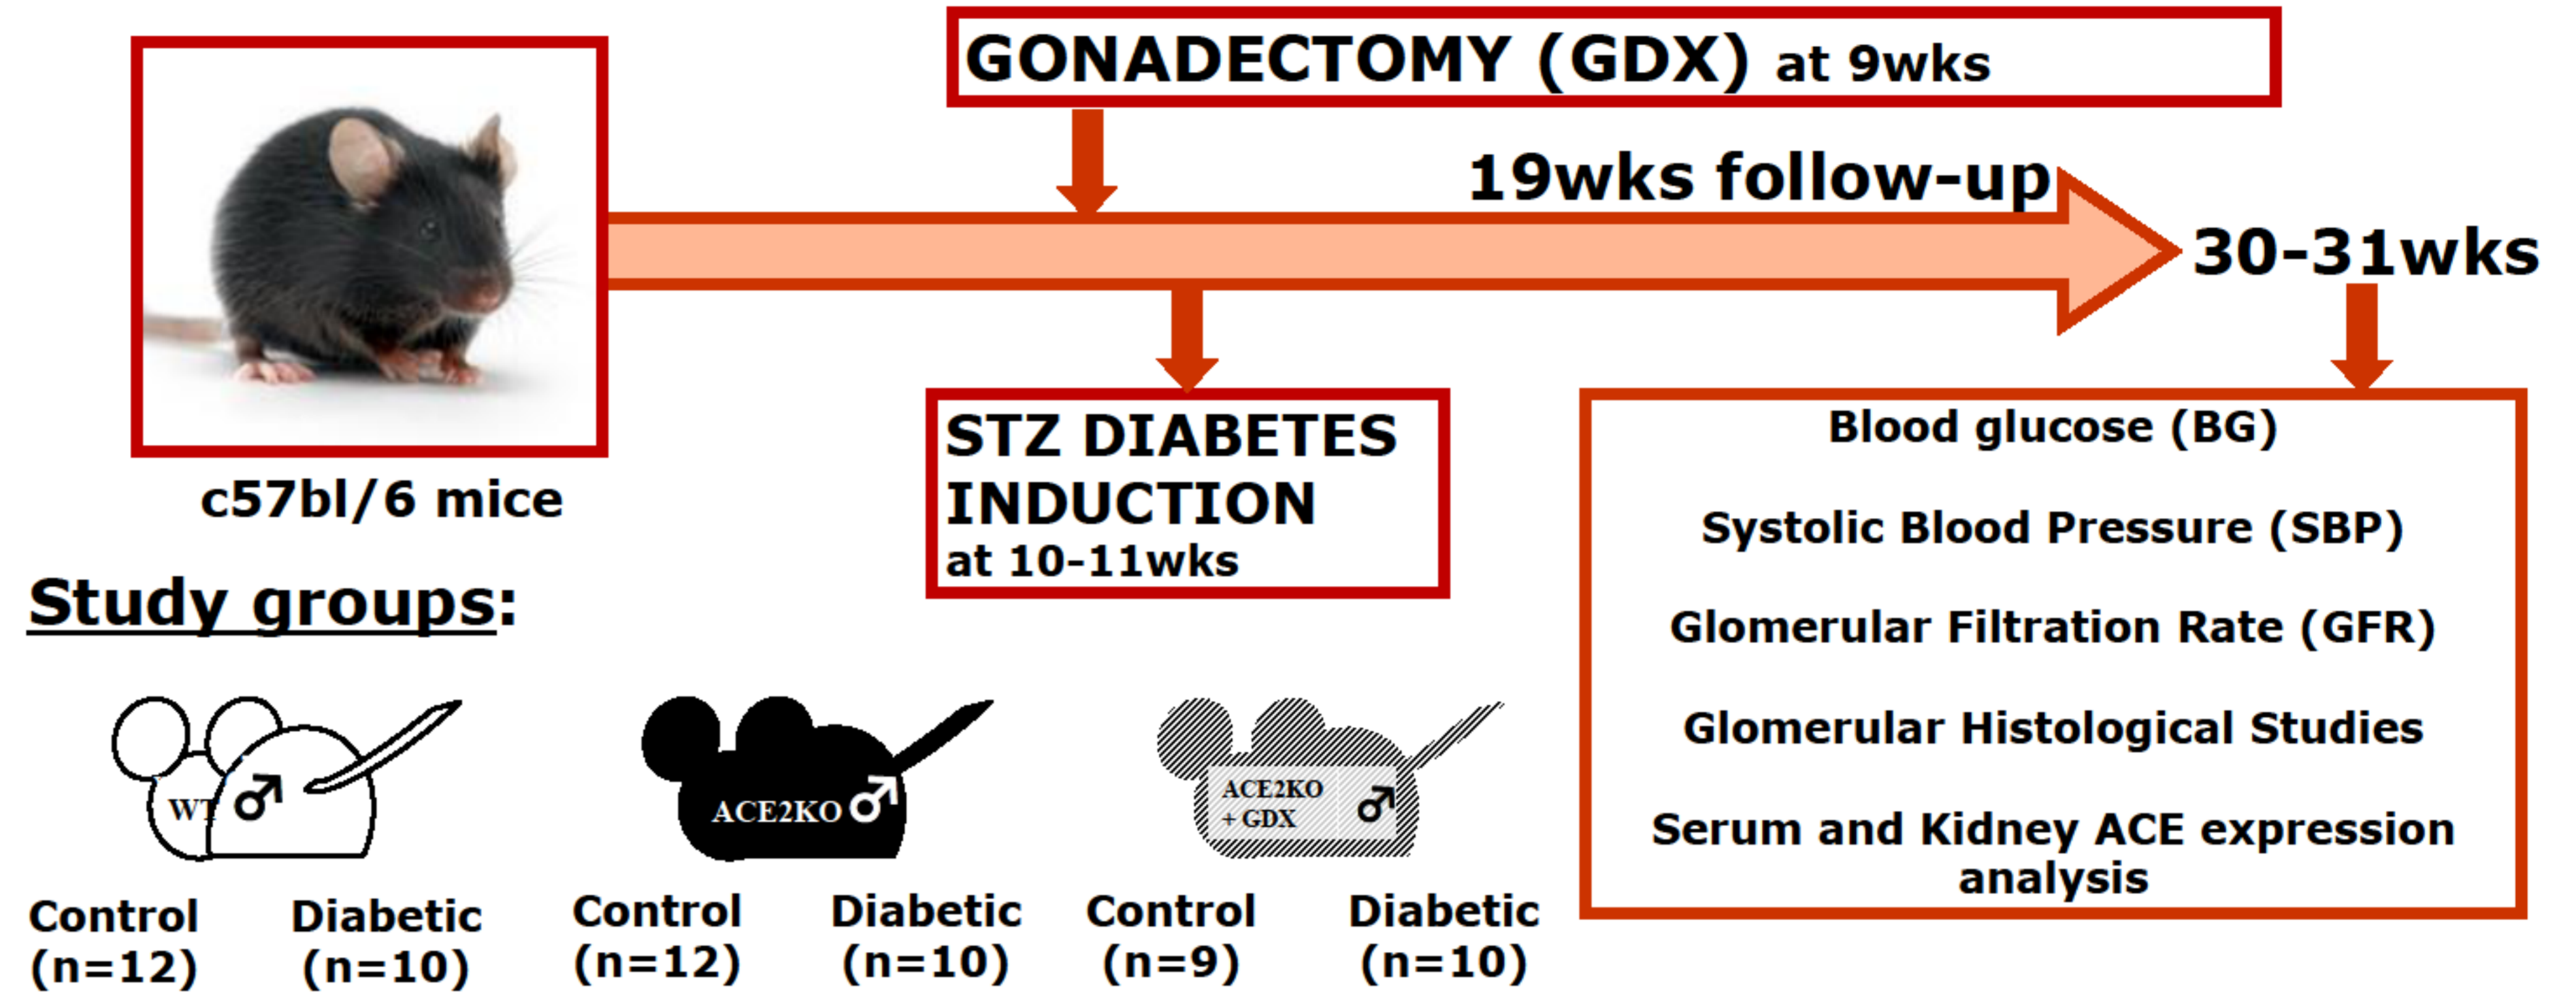 GONADECTOMY (GDX) at 9wks
19wks follow-up
30-31wks
c57bl/6 mice
STZ DIABETES
INDUCTION
at 10-11wks
Blood glucose (BG)
Systolic Blood Pressure (SBP)
Glomerular Filtration Rate (GFR)
Glomerular Histological Studies
Serum and Kidney ACE expression
analysis
Study groups:
WT ♂
Control
(n=12)
Diabetic
(n=10)
ACE2KO ♂
Control
(n=12)
Diabetic
(n=10)
ACE2KO
+ GDX ♂
Control
(n=9)
Diabetic
(n=10)